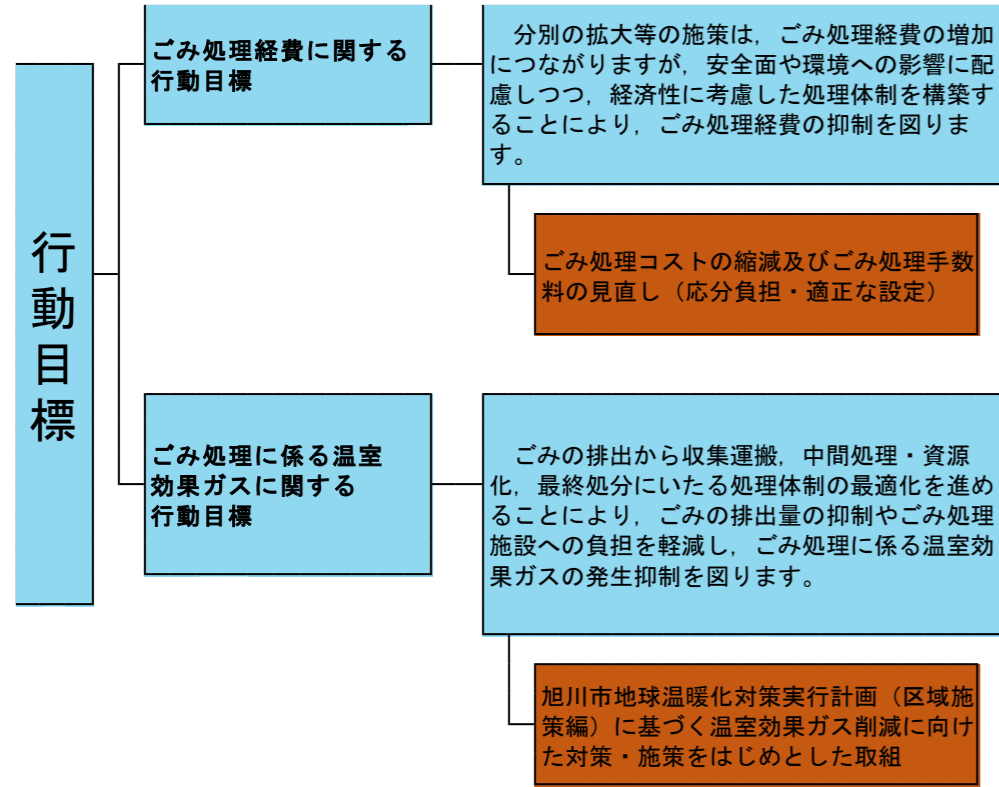 行動目標
ごみ処理経費に関する
行動目標
　分別の拡大等の施策は，ごみ処理経費の増加
につながりますが，安全面や環境への影響に配
慮しつつ，経済性に考慮した処理体制を構築す
ることにより，ごみ処理経費の抑制を図りま
す。
ごみ処理コストの縮減及びごみ処理手数
料の見直し（応分負担・適正な設定）
ごみ処理に係る温室
効果ガスに関する
行動目標
　ごみの排出から収集運搬，中間処理・資源
化，最終処分にいたる処理体制の最適化を進め
ることにより，ごみの排出量の抑制やごみ処理
施設への負担を軽減し，ごみ処理に係る温室効
果ガスの発生抑制を図ります。
旭川市地球温暖化対策実行計画（区域施
策編）に基づく温室効果ガス削減に向け
た対策・施策をはじめとした取組